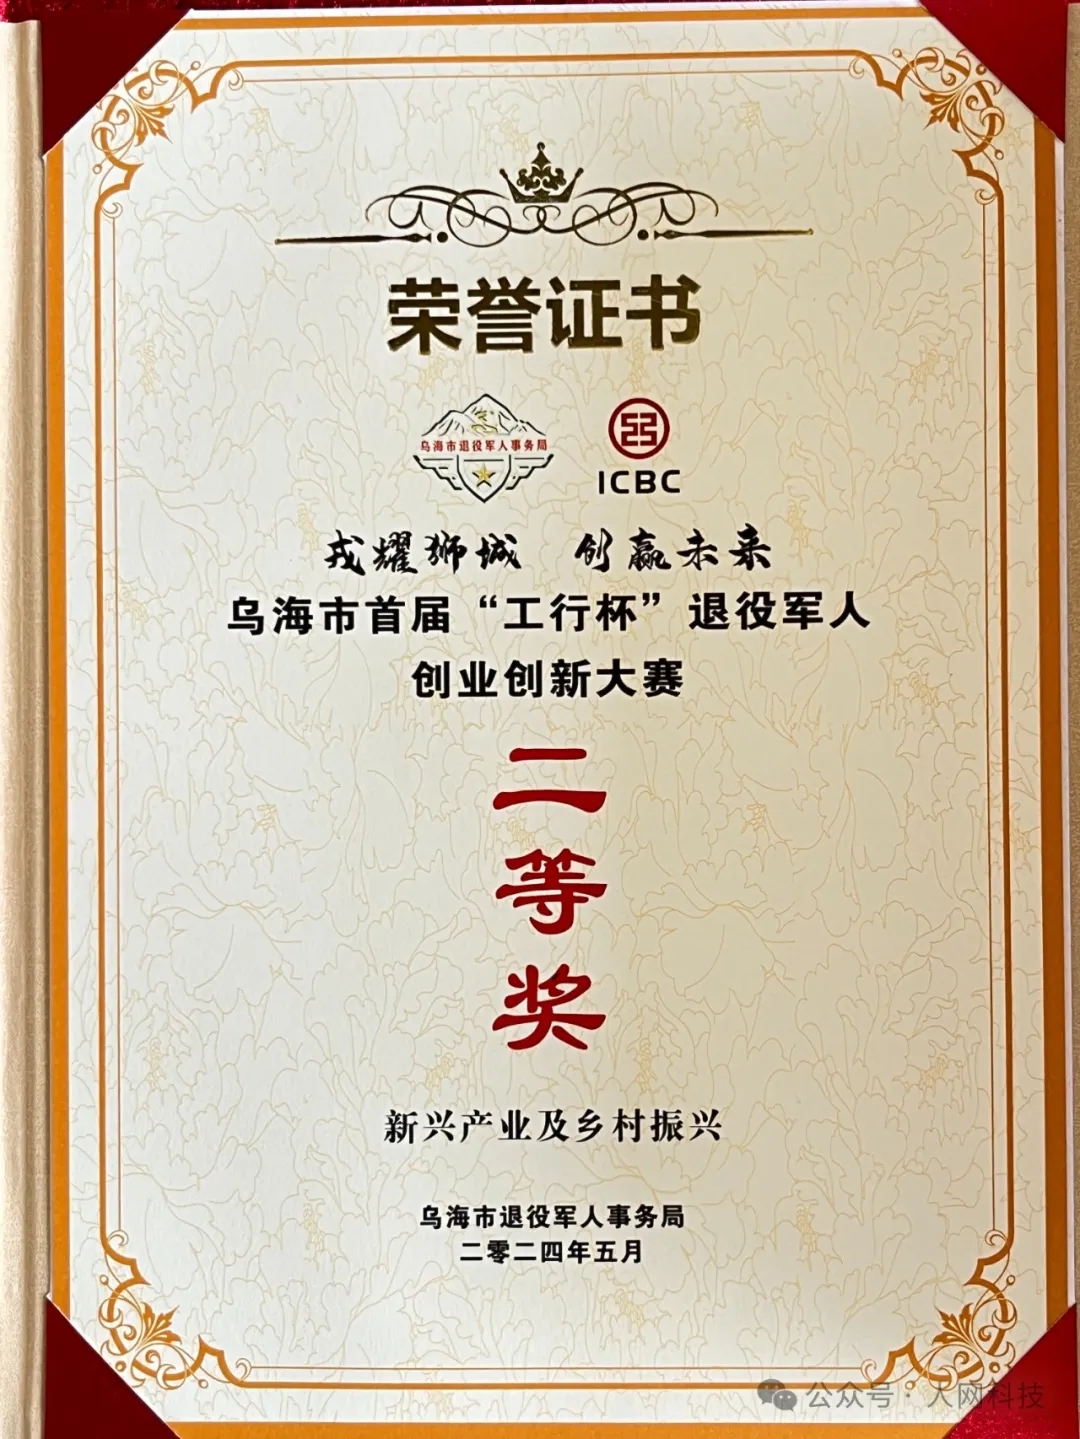 荣誉证书
乌海市退役军人事务局
ICBC
戎耀狮城 创赢未来
乌海市首届“工行杯”退役军人
创业创新大赛
二
等
奖
新兴产业及乡村振兴
乌海市退役军人事务局
二零二四年五月
公众号·人网科技